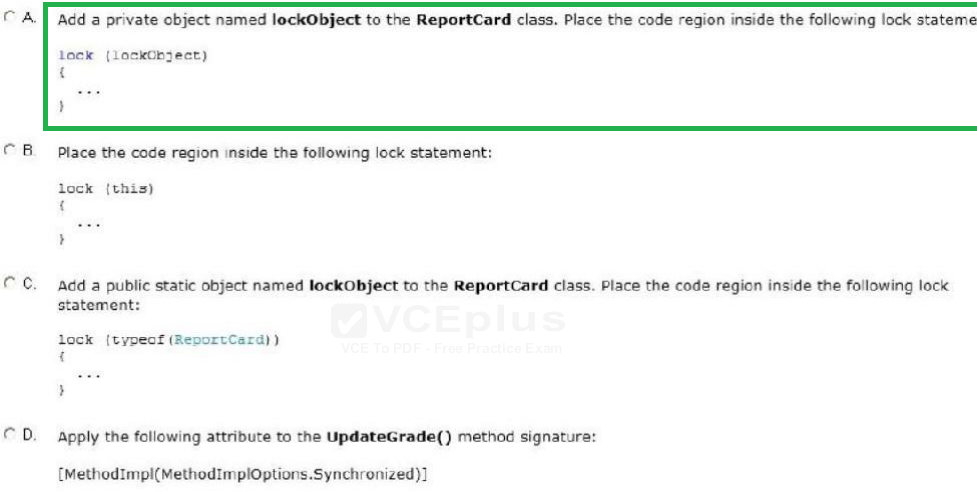 A. Add a private object named lockObject to the ReportCard class. Place the code region inside the following lock stateme
lock (lockObject)
{
...
}
B. Place the code region inside the following lock statement:
lock (this)
{
...
}
C. Add a public static object named lockObject to the ReportCard class. Place the code region inside the following lock
statement:
lock (typeof(ReportCard))
{
...
}
VCEplus
VCE To PDF - Free Practice Exam
D. Apply the following attribute to the UpdateGrade() method signature:
[MethodImpl(MethodImplOptions.Synchronized)]